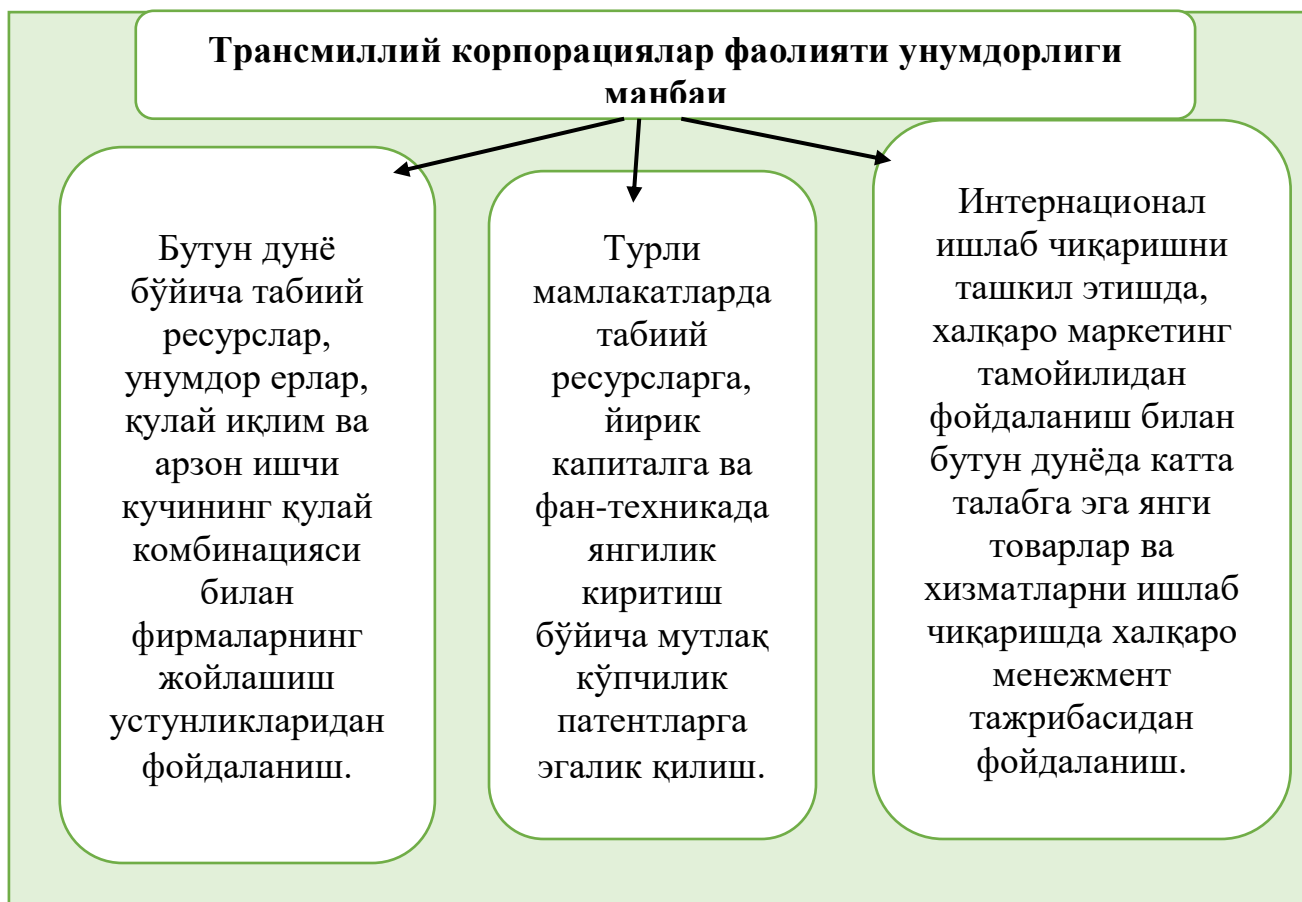 Трансмиллий корпорациялар фаолияти унумдорлиги
манбаи
Бутун дунё
бўйича табиий
ресурслар,
унумдор ерлар,
қулай иқлим ва
арзон ишчи
кучининг қулай
комбинацияси
билан
фирмаларнинг
жойлашиш
устунликларидан
фойдаланиш.
Турли
мамлакатларда
табиий
ресурсларга,
йирик
капиталга ва
фан-техникада
янгилик
киритиш
бўйича мутлақ
кўпчилик
патентларга
эгалик қилиш.
Интернационал
ишлаб чиқаришни
ташкил этишда,
халқаро маркетинг
тамойилидан
фойдаланиш билан
бутун дунёда катта
талабга эга янги
товарлар ва
хизматларни ишлаб
чиқаришда халқаро
менежмент
тажрибасидан
фойдаланиш.